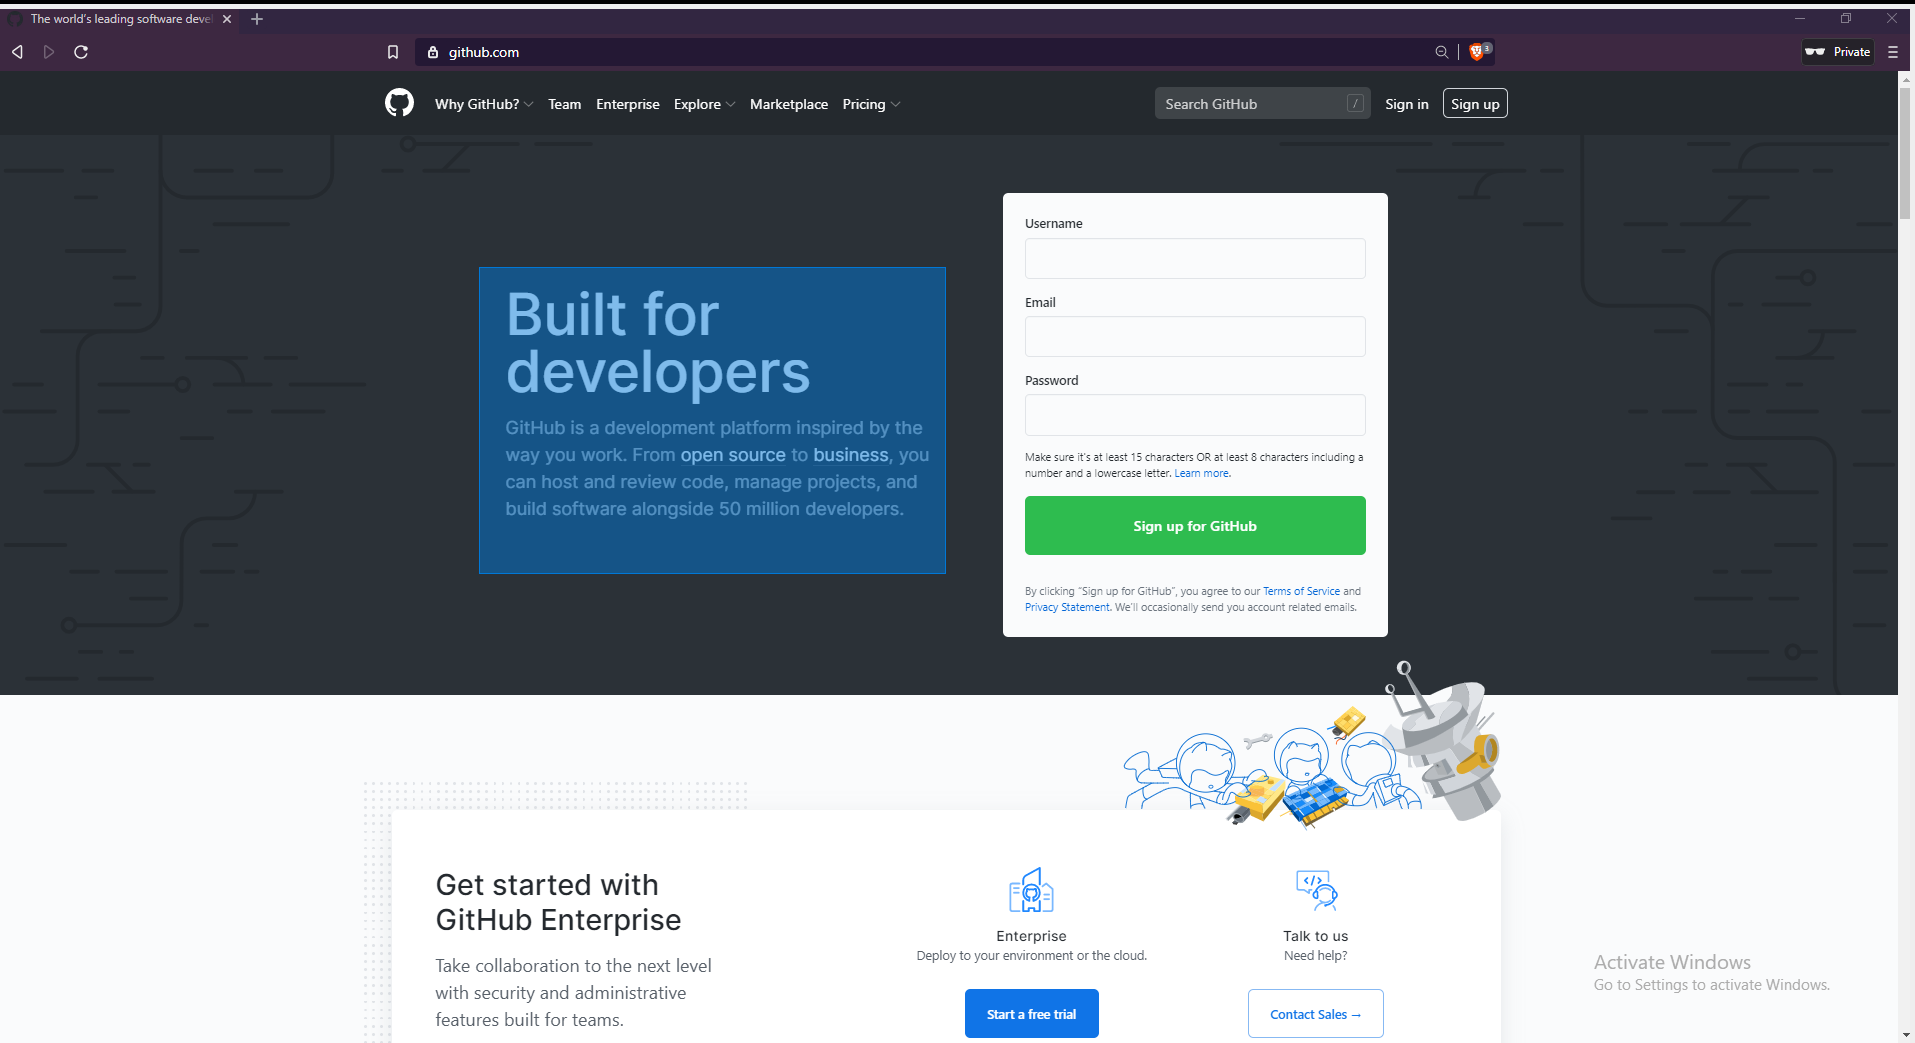 The world's leading software deve
github.com
3
Private
Why GitHub? Team Enterprise Explore Marketplace Pricing
Search GitHub /
Sign in
Sign up
Built for
developers
GitHub is a development platform inspired by the
way you work. From open source to business, you
can host and review code, manage projects, and
build software alongside 50 million developers.
Username
Email
Password
Make sure it's at least 15 characters OR at least 8 characters including a
number and a lowercase letter. Learn more.
Sign up for GitHub
By clicking “Sign up for GitHub”, you agree to our Terms of Service and
Privacy Statement. We'll occasionally send you account related emails.
Get started with
GitHub Enterprise
Take collaboration to the next level
with security and administrative
features built for teams.
Enterprise
Deploy to your environment or the cloud.
Start a free trial
</>
Talk to us
Need help?
Contact Sales →
Activate Windows
Go to Settings to activate Windows.